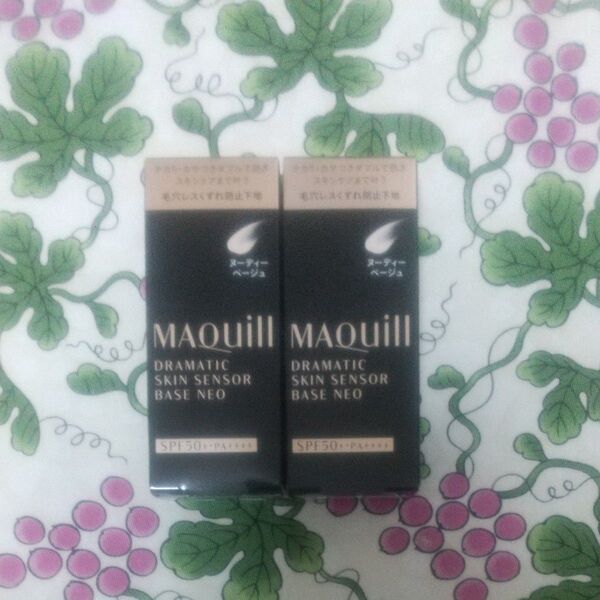 テカリ・カサつきダブルで防ぎ
スキンケアまで叶う
毛穴レスくずれ防止下地
ヌーディー
ベージュ
MAQuill
DRAMATIC
SKIN SENSOR
BASE NEO
SPF50+・PA++++
テカリ・カサつきダブルで防ぎ
スキンケアまで叶う
毛穴レスくずれ防止下地
ヌーディー
ベージュ
MAQuill
DRAMATIC
SKIN SENSOR
BASE NEO
SPF50+・PA++++